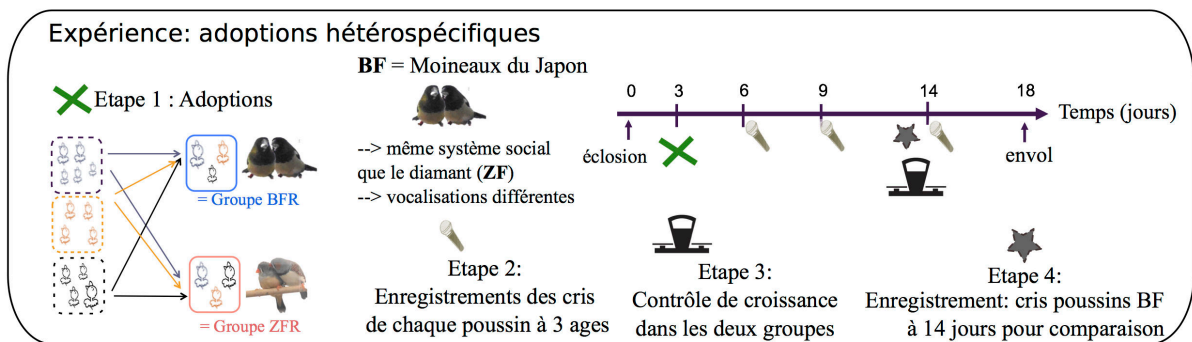 Expérience: adoptions hétérospécifiques
Etape 1 : Adoptions
= Groupe BFR
= Groupe ZFR
BF = Moineaux du Japon
--> même système social
que le diamant (ZF)
--> vocalisations différentes
0 3 6 9 14 18
Temps (jours)
éclosion
envol
Etape 2:
Enregistrements des cris
de chaque poussin à 3 ages
Etape 3:
Contrôle de croissance
dans les deux groupes
Etape 4:
Enregistrement: cris poussins BF
à 14 jours pour comparaison